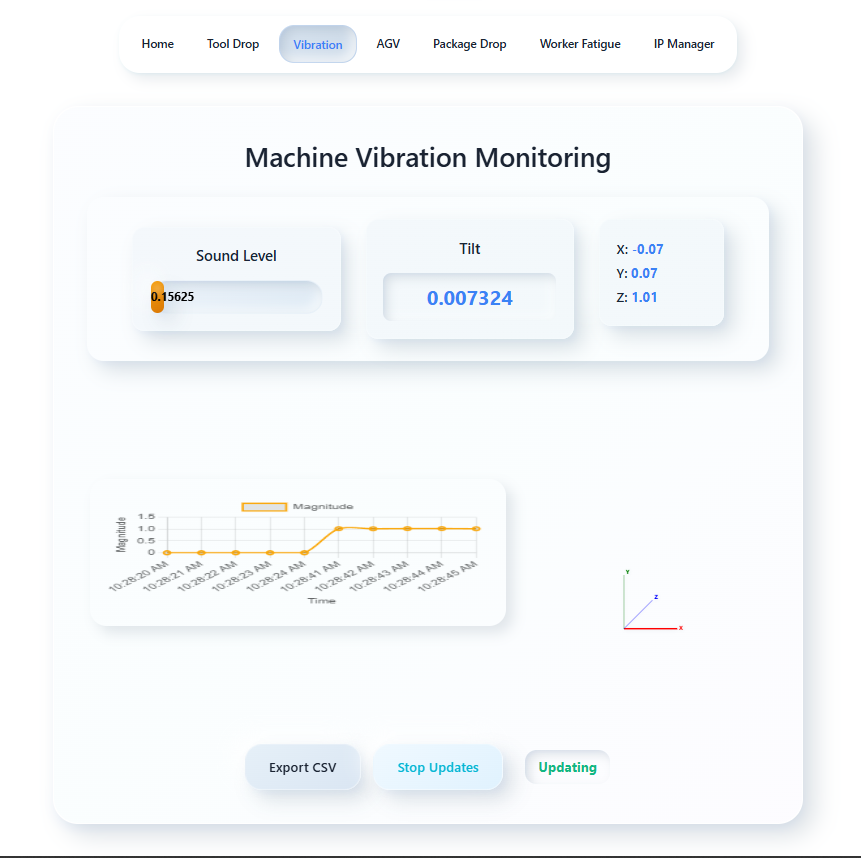 Home Tool Drop Vibration AGV Package Drop Worker Fatigue IP Manager
Machine Vibration Monitoring
Sound Level
0.15625
Tilt
0.007324
X: -0.07
Y: 0.07
Z: 1.01
Magnitude
Magnitude
1.5
1.0
0.5
0
10:28:20 AM
10:28:21 AM
10:28:22 AM
10:28:23 AM
10:28:24 AM
10:28:41 AM
10:28:42 AM
10:28:43 AM
10:28:44 AM
10:28:45 AM
Time
Y
Z
X
Export CSV
Stop Updates
Updating